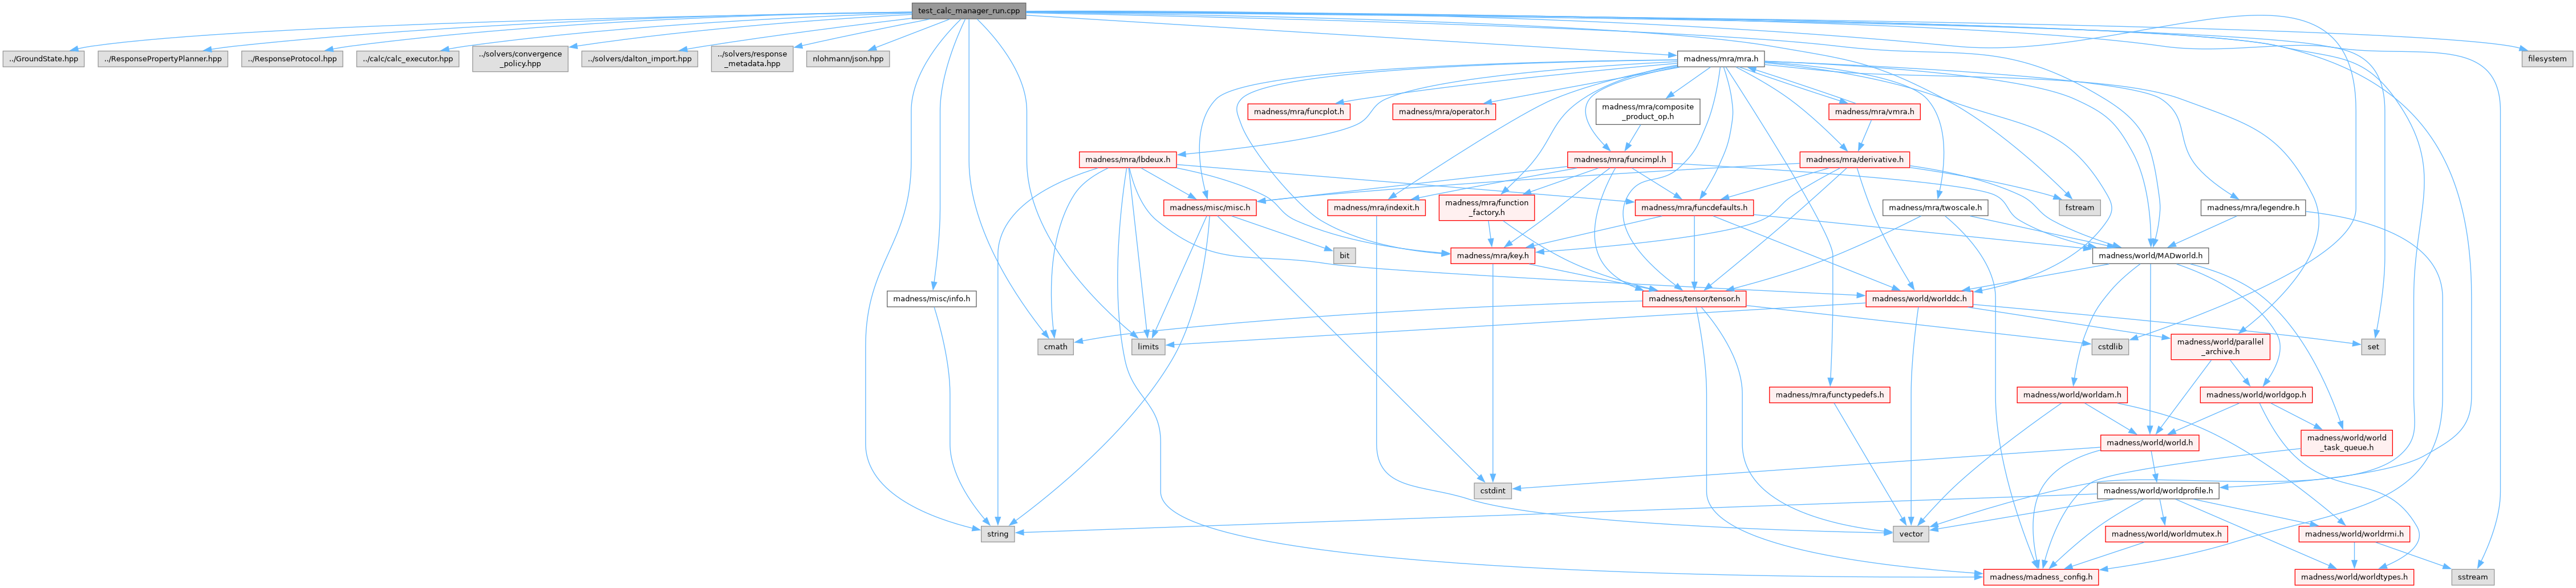 test_calc_manager_run.cpp
../GroundState.hpp
../ResponsePropertyPlanner.hpp
../ResponseProtocol.hpp
../calc/calc_executor.hpp
../solvers/convergence
_policy.hpp
../solvers/dalton_import.hpp
../solvers/response
_metadata.hpp
nlohmann/json.hpp
madness/mra/mra.h
filesystem
madness/mra/funcplot.h
madness/mra/operator.h
madness/mra/composite
_product_op.h
madness/mra/vmra.h
madness/mra/lbdeux.h
madness/mra/funcimpl.h
madness/mra/derivative.h
madness/misc/misc.h
madness/mra/indexit.h
madness/mra/function
_factory.h
madness/mra/funcdefaults.h
madness/mra/twoscale.h
fstream
madness/mra/legendre.h
bit
madness/mra/key.h
madness/world/MADworld.h
madness/misc/info.h
madness/tensor/tensor.h
madness/world/worlddc.h
cmath
limits
cstdlib
madness/world/parallel
_archive.h
set
madness/mra/functypedefs.h
madness/world/worldam.h
madness/world/worldgop.h
madness/world/world.h
madness/world/world
_task_queue.h
cstdint
madness/world/worldprofile.h
string
vector
madness/world/worldmutex.h
madness/world/worldrmi.h
madness/madness_config.h
madness/world/worldtypes.h
sstream